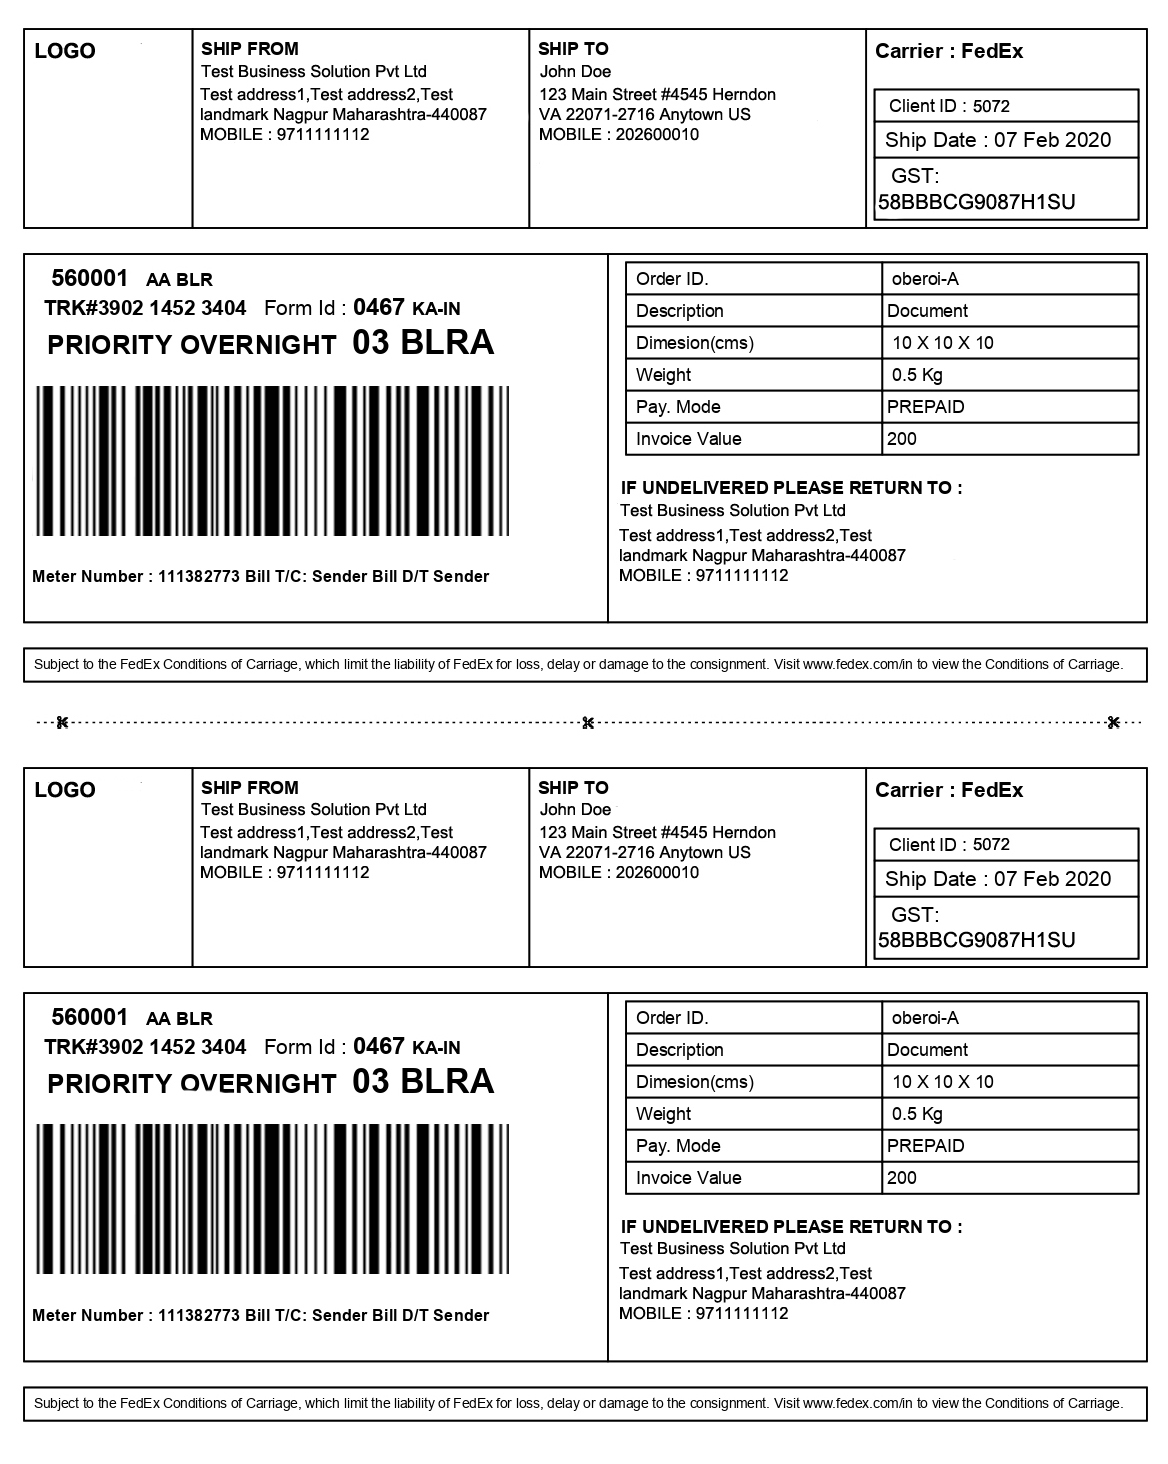 LOGO
SHIP FROM
Test Business Solution Pvt Ltd
Test address1,Test address2,Test
landmark Nagpur Maharashtra-440087
MOBILE : 9711111112
SHIP TO
John Doe
123 Main Street #4545 Herndon
VA 22071-2716 Anytown US
MOBILE : 202600010
Carrier : FedEx
Client ID : 5072
Ship Date : 07 Feb 2020
GST:
58BBBCG9087H1SU
560001 AA BLR
TRK#3902 1452 3404 Form Id : 0467 KA-IN
PRIORITY OVERNIGHT 03 BLRA
Meter Number : 111382773 Bill T/C: Sender Bill D/T Sender
Order ID. oberoi-A
Description Document
Dimesion(cms) 10 X 10 X 10
Weight 0.5 Kg
Pay. Mode PREPAID
Invoice Value 200
IF UNDELIVERED PLEASE RETURN TO :
Test Business Solution Pvt Ltd
Test address1,Test address2,Test
landmark Nagpur Maharashtra-440087
MOBILE : 9711111112
Subject to the FedEx Conditions of Carriage, which limit the liability of FedEx for loss, delay or damage to the consignment. Visit www.fedex.com/in to view the Conditions of Carriage.
LOGO
SHIP FROM
Test Business Solution Pvt Ltd
Test address1,Test address2,Test
landmark Nagpur Maharashtra-440087
MOBILE : 9711111112
SHIP TO
John Doe
123 Main Street #4545 Herndon
VA 22071-2716 Anytown US
MOBILE : 202600010
Carrier : FedEx
Client ID : 5072
Ship Date : 07 Feb 2020
GST:
58BBBCG9087H1SU
560001 AA BLR
TRK#3902 1452 3404 Form Id : 0467 KA-IN
PRIORITY OVERNIGHT 03 BLRA
Meter Number : 111382773 Bill T/C: Sender Bill D/T Sender
Order ID. oberoi-A
Description Document
Dimesion(cms) 10 X 10 X 10
Weight 0.5 Kg
Pay. Mode PREPAID
Invoice Value 200
IF UNDELIVERED PLEASE RETURN TO :
Test Business Solution Pvt Ltd
Test address1,Test address2,Test
landmark Nagpur Maharashtra-440087
MOBILE : 9711111112
Subject to the FedEx Conditions of Carriage, which limit the liability of FedEx for loss, delay or damage to the consignment. Visit www.fedex.com/in to view the Conditions of Carriage.